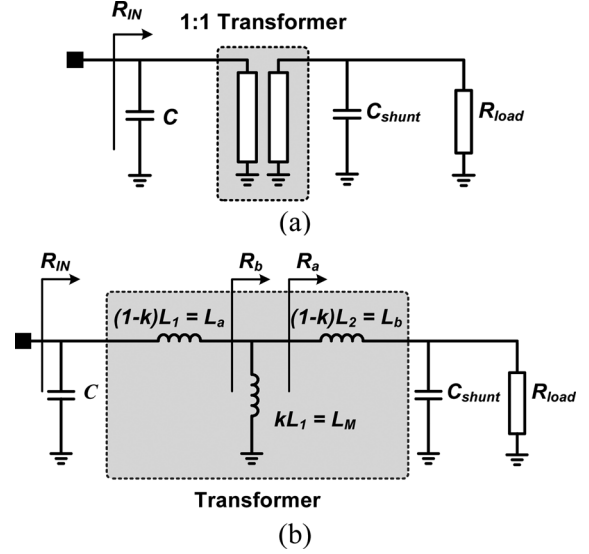 R_IN
1:1 Transformer
C
C_shunt
R_load
(a)
R_IN
R_b
R_a
(1-k)L_1 = L_a
(1-k)L_2 = L_b
C
kL_1 = L_M
C_shunt
R_load
Transformer
(b)